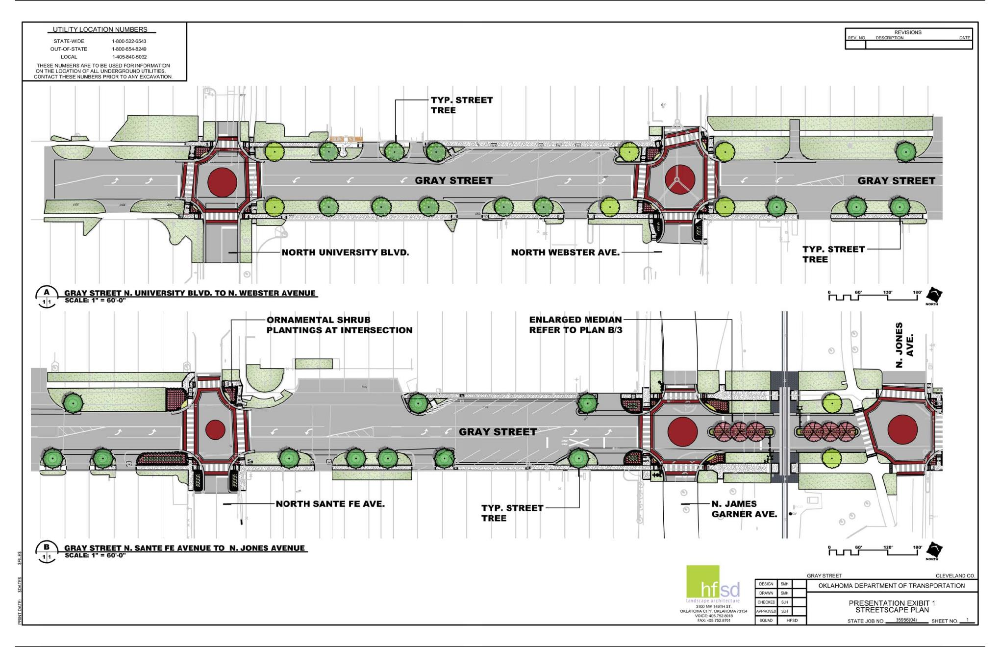 UTILITY LOCATION NUMBERS
STATE-WIDE 1-800-522-6543
OUT-OF-STATE 1-800-654-8249
LOCAL 1-405-840-5032
THESE NUMBERS ARE TO BE USED FOR INFORMATION
ON THE LOCATION OF ALL UNDERGROUND UTILITIES.
CONTACT THESE NUMBERS PRIOR TO ANY EXCAVATION.
REVISIONS
REV. NO. DESCRIPTION DATE
TYP. STREET
TREE
GV
GRAY STREET
GRAY STREET
UGE
UGE
UGE
UGE
NORTH UNIVERSITY BLVD.
NORTH WEBSTER AVE.
TYP. STREET
TREE
A
1 1
GRAY STREET N. UNIVERSITY BLVD. TO N. WEBSTER AVENUE
SCALE: 1" = 60'-0"
0 60' 120' 180'
NORTH
ORNAMENTAL SHRUB
PLANTINGS AT INTERSECTION
ENLARGED MEDIAN
REFER TO PLAN B/3
N. JONES
AVE.
GRAY STREET
RR
NORTH SANTE FE AVE.
TYP. STREET
TREE
N. JAMES
GARNER AVE.
B
1 1
GRAY STREET N. SANTE FE AVENUE TO N. JONES AVENUE
SCALE: 1" = 60'-0"
0 60' 120' 180'
NORTH
PRINT DATE: $DATE$ $FILE$
hfsd
landscape architecture
3100 NW 149TH ST.
OKLAHOMA CITY, OKLAHOMA 73134
VOICE: 405.752.8018
FAX: 405.752.8701
GRAY STREET CLEVELAND CO.
DESIGN SMH
DRAWN SMH
CHECKED SLH
APPROVED SLH
SQUAD HFSD
OKLAHOMA DEPARTMENT OF TRANSPORTATION
PRESENTATION EXIBIT 1
STREETSCAPE PLAN
STATE JOB NO. 35956(04) SHEET NO. 1